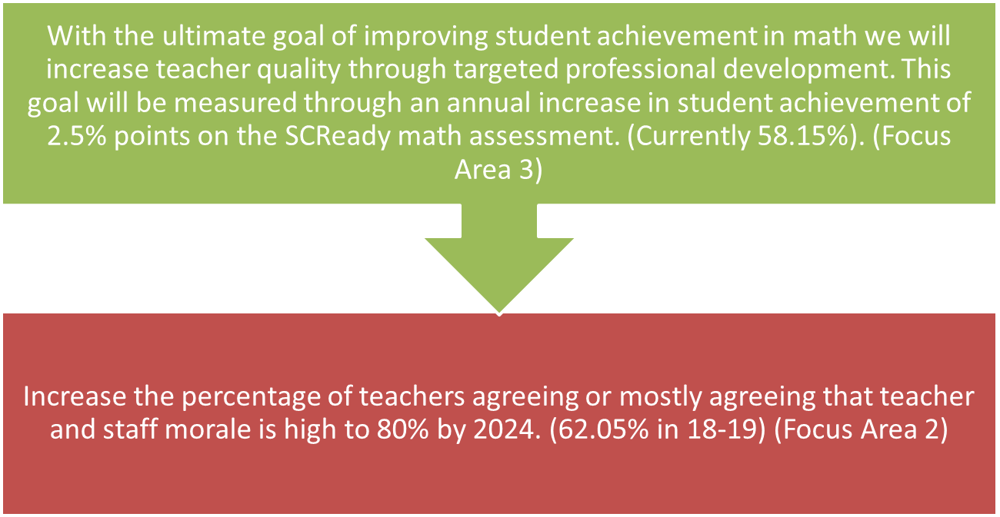 With the ultimate goal of improving student achievement in math we will
increase teacher quality through targeted professional development. This
goal will be measured through an annual increase in student achievement of
2.5% points on the SCReady math assessment. (Currently 58.15%). (Focus
Area 3)
Increase the percentage of teachers agreeing or mostly agreeing that teacher
and staff morale is high to 80% by 2024. (62.05% in 18-19) (Focus Area 2)